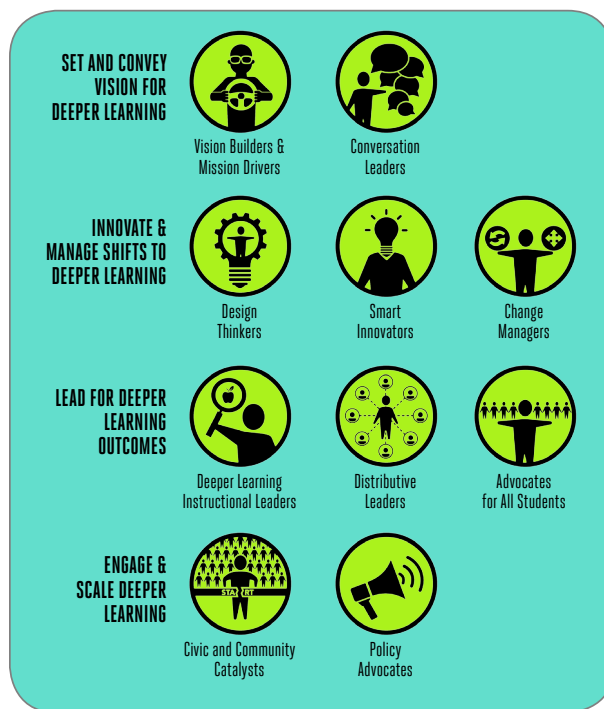 SET AND CONVEY
VISION FOR
DEEPER LEARNING
Vision Builders &
Mission Drivers
Conversation
Leaders
INNOVATE &
MANAGE SHIFTS TO
DEEPER LEARNING
Design
Thinkers
Smart
Innovators
Change
Managers
LEAD FOR DEEPER
LEARNING
OUTCOMES
Deeper Learning
Instructional Leaders
Distributive
Leaders
Advocates
for All Students
ENGAGE &
SCALE DEEPER
LEARNING
START
Civic and Community
Catalysts
Policy
Advocates